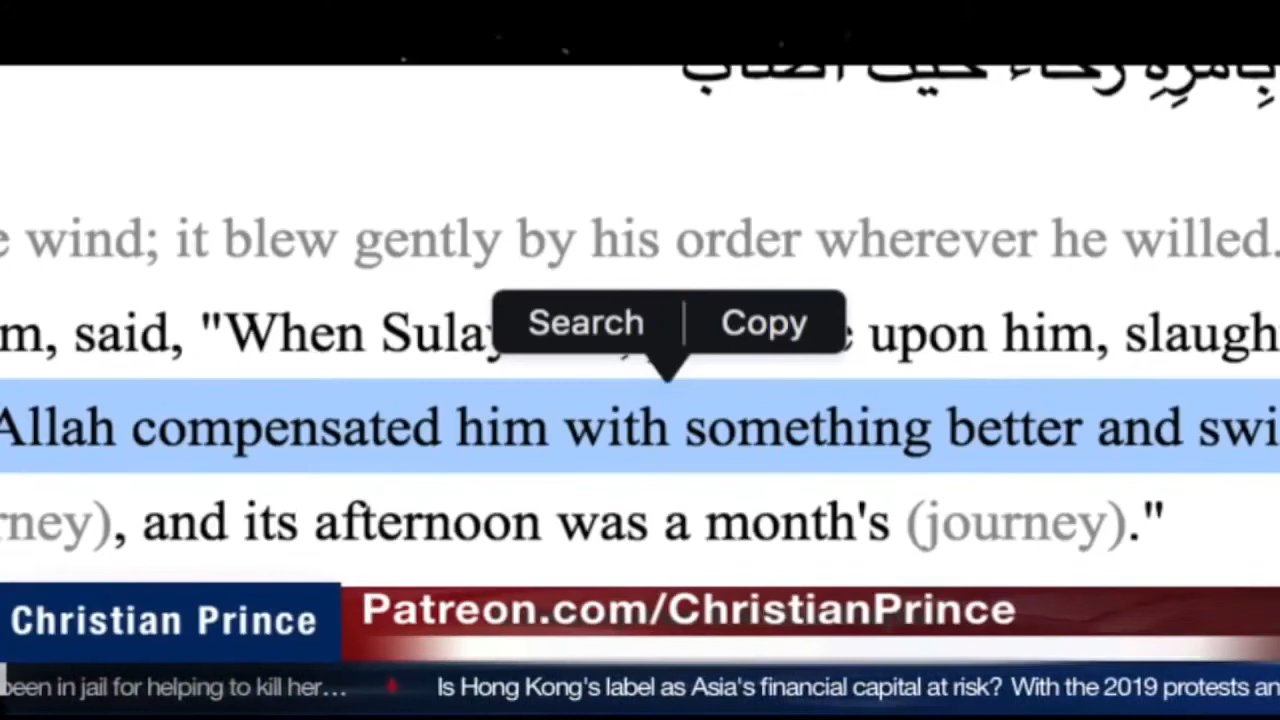 e wind; it blew gently by his order wherever he willed.
m, said, "When Sulay upon him, slaugh
Search | Copy
Allah compensated him with something better and swi
rney), and its afternoon was a month's (journey)."
Christian Prince
Patreon.com/ChristianPrince
been in jail for helping to kill her... Is Hong Kong's label as Asia's financial capital at risk? With the 2019 protests an